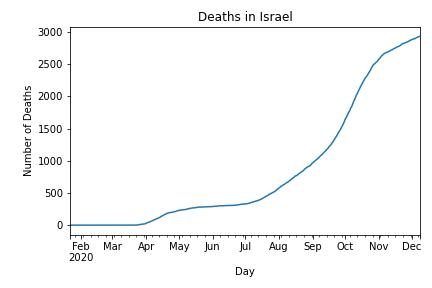 Deaths in Israel
Number of Deaths
3000
2500
2000
1500
1000
500
0
Feb Mar Apr May Jun Jul Aug Sep Oct Nov Dec
2020
Day